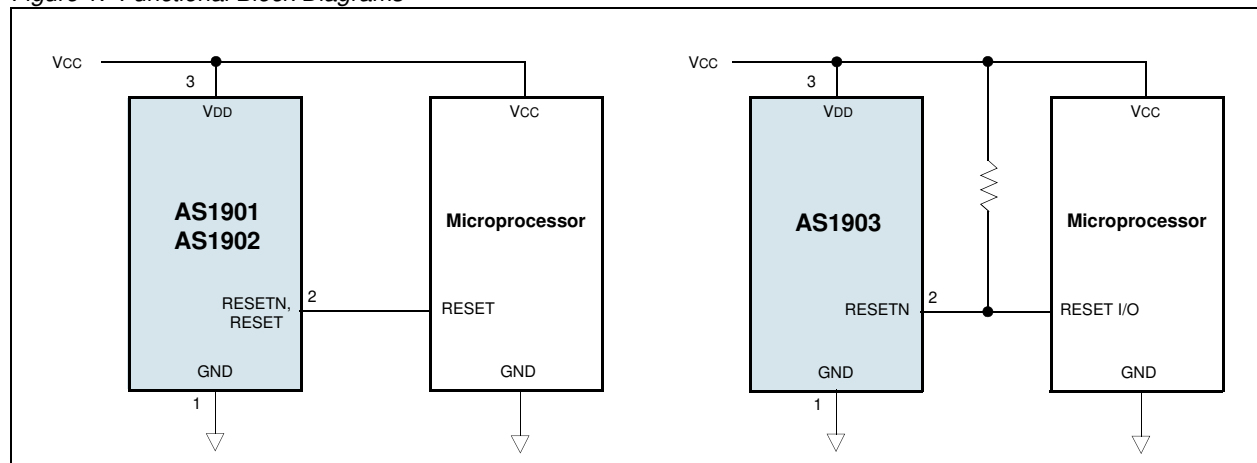 Figure Functional Block Diagrams
VCC
3
VDD
VCC
AS1901
AS1902
Microprocessor
RESETN,
RESET
2
RESET
GND
GND
1
VCC
3
VDD
VCC
AS1903
Microprocessor
RESETN
2
RESET I/O
GND
GND
1